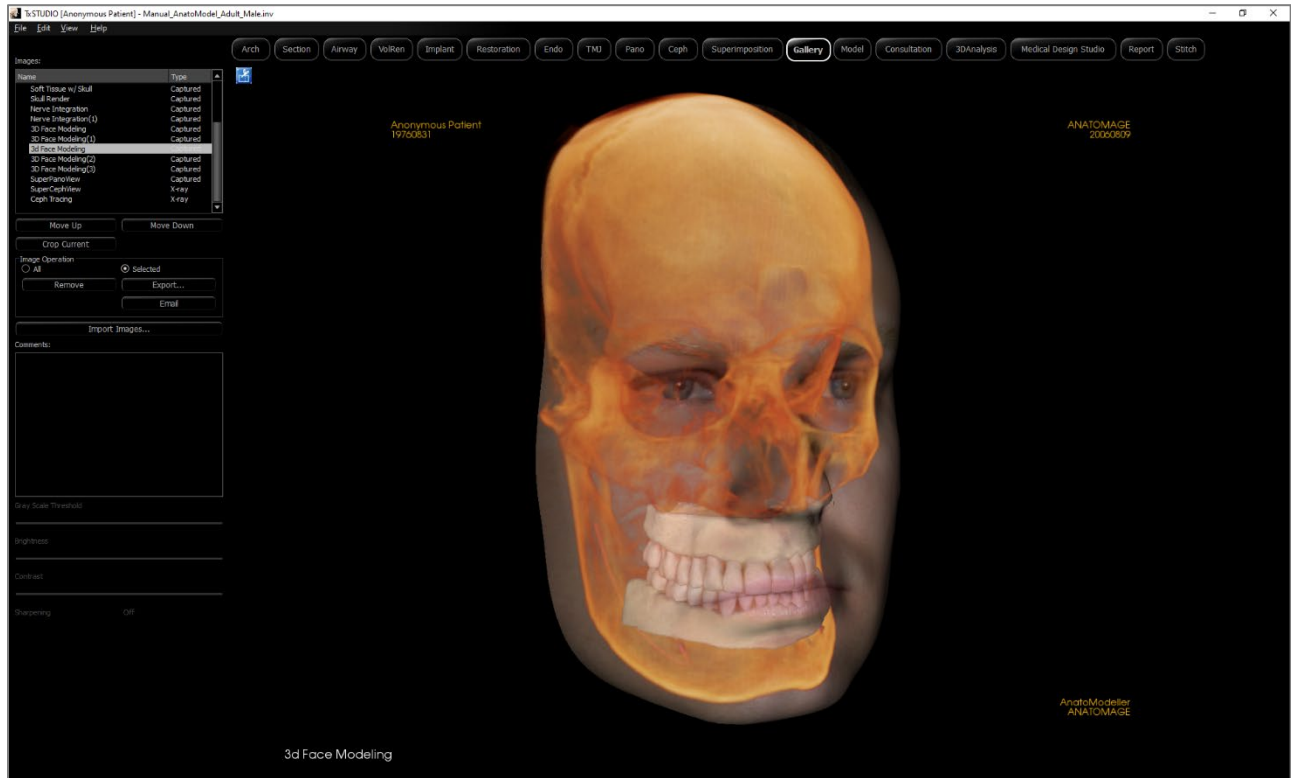 TxSTUDIO [Anonymous Patient] - Manual_AnatoModel_Adult_Male.inv
File Edit View Help
Arch Section Airway VolRen Implant Restoration Endo TMJ Pano Ceph Superimposition Gallery Model Consultation 3DAnalysis Medical Design Studio Report Stitch
Images:
Name Type
Soft Tissue w/ Skull Captured
Skull Render Captured
Nerve Integration Captured
Nerve Integration(1) Captured
3D Face Modeling Captured
3D Face Modeling(1) Captured
3d Face Modeling Captured
3D Face Modeling(2) Captured
3D Face Modeling(3) Captured
SuperPanoView Captured
SuperCephView X-ray
Ceph Tracing X-ray
Move Up Move Down
Crop Current
Image Operation
All Selected
Remove Export...
Email
Import Images...
Comments:
Gray Scale Threshold
Brightness
Contrast
Sharpening Off
Anonymous Patient
19760831
ANATOMAGE
20060809
AnatoModeller
ANATOMAGE
3d Face Modeling